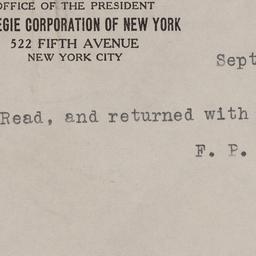 OFFICE OF THE PRESIDENT
EGIE CORPORATION OF NEW YORK
522 FIFTH AVENUE
NEW YORK CITY
Sept
Read, and returned with
F. P.